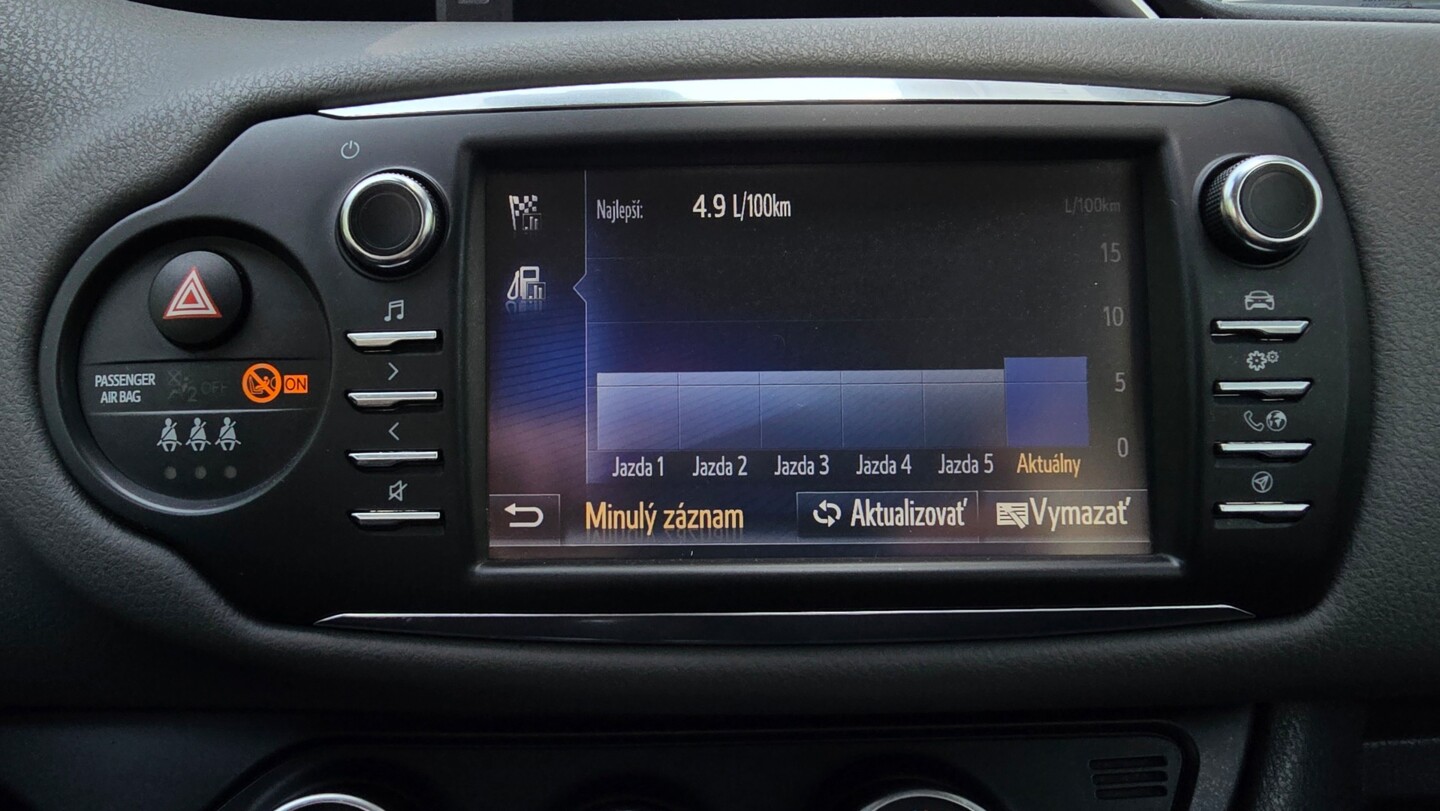 Najlepší: 4.9 L/100km
L/100km
15
10
5
0
Jazda 1 Jazda 2 Jazda 3 Jazda 4 Jazda 5 Aktuálny
Minulý záznam Aktualizovať Vymazať
PASSENGER
AIR BAG
2 OFF ON